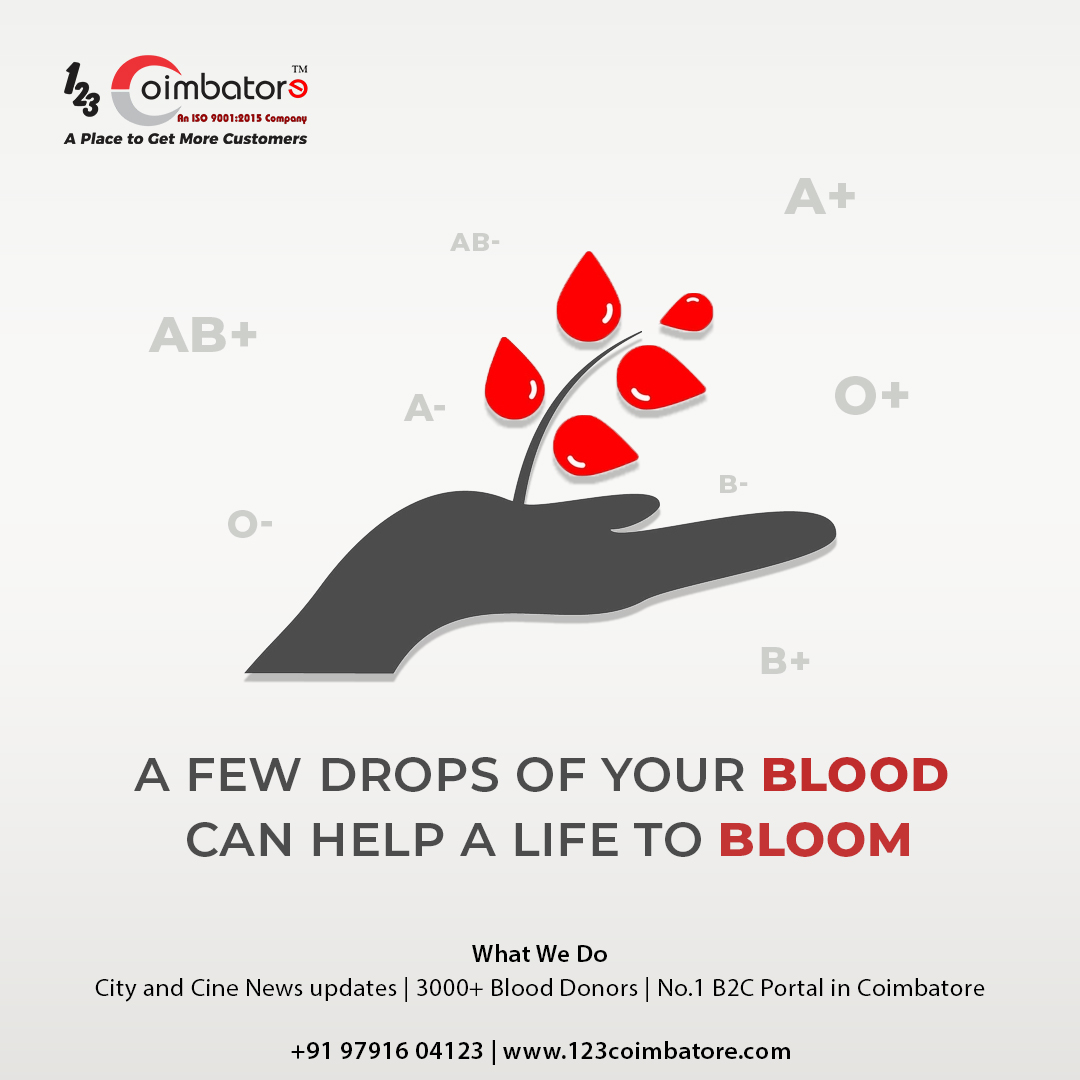 123 Coimbatore™
An ISO 9001:2015 Company
A Place to Get More Customers
A+
AB-
AB+
O+
A-
B-
O-
B+
A FEW DROPS OF YOUR BLOOD
CAN HELP A LIFE TO BLOOM
What We Do
City and Cine News updates | 3000+ Blood Donors | No.1 B2C Portal in Coimbatore
+91 97916 04123 | www.123coimbatore.com